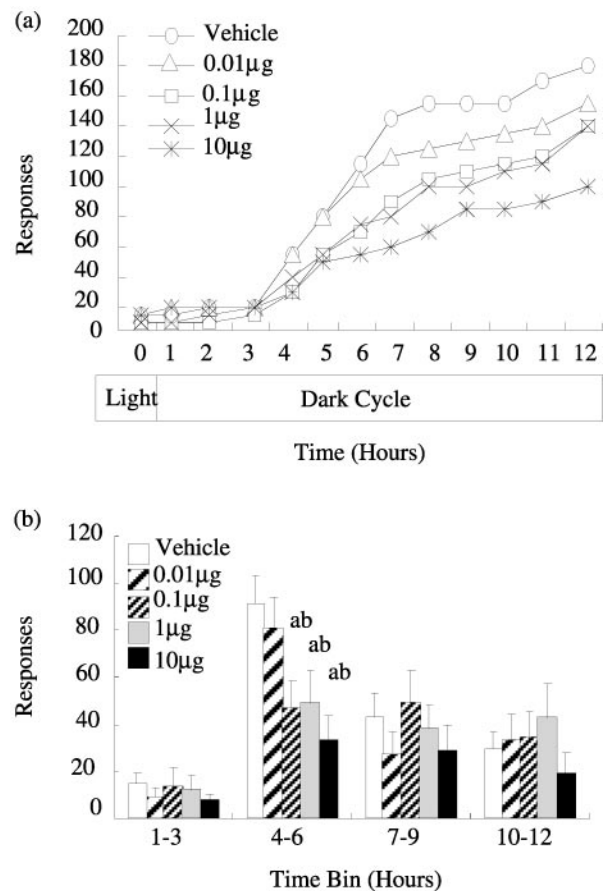 (a)
200
180
160
140
120
100
80
60
40
20
0
Responses
Vehicle
0.01µg
0.1µg
1µg
10µg
0 1 2 3 4 5 6 7 8 9 10 11 12
Light Dark Cycle
Time (Hours)
(b)
120
100
80
60
40
20
0
Responses
Vehicle
0.01µg
0.1µg
1µg
10µg
ab
ab
ab
1-3 4-6 7-9 10-12
Time Bin (Hours)